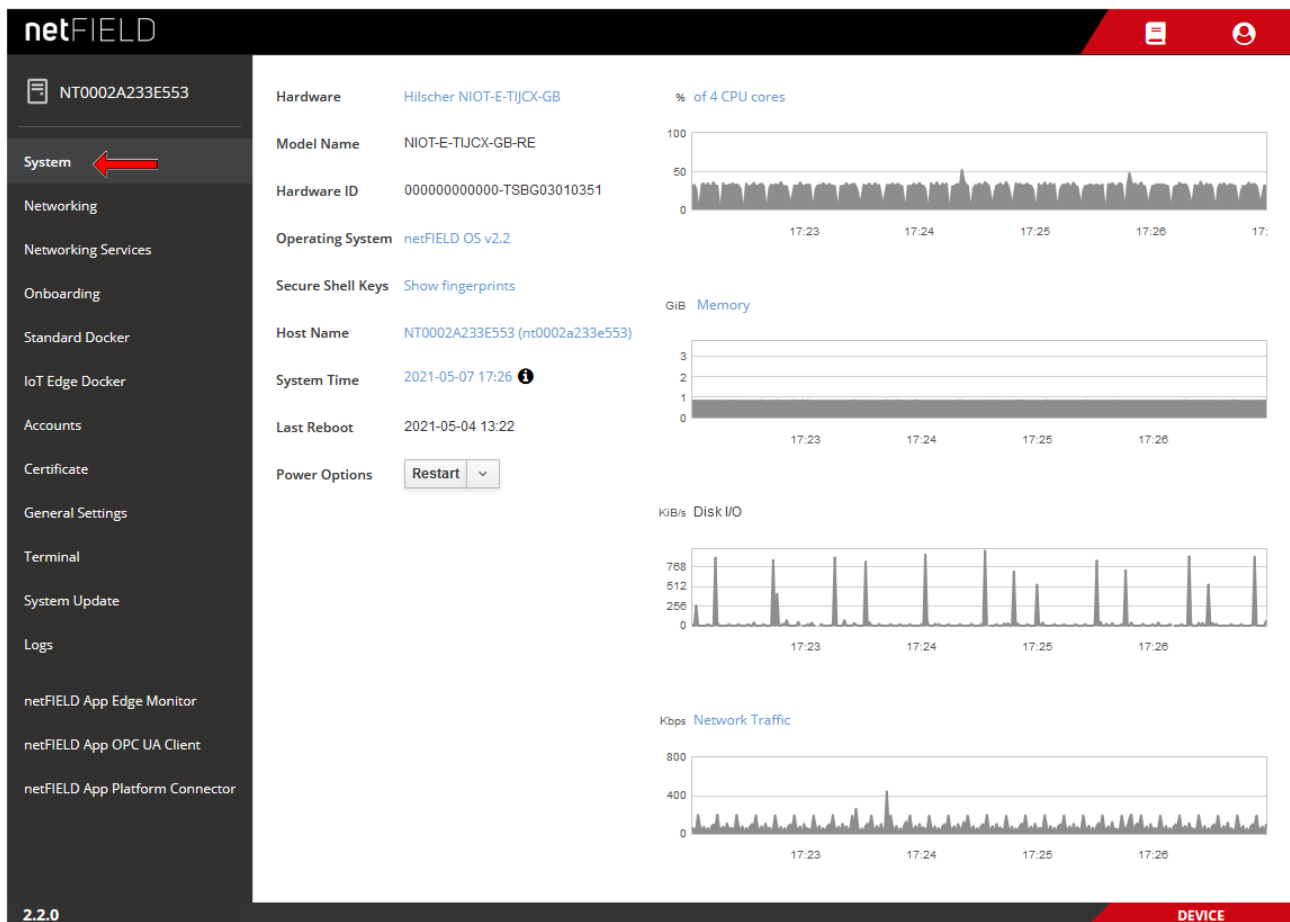 netFIELD
NT0002A233E553
System
Networking
Networking Services
Onboarding
Standard Docker
IoT Edge Docker
Accounts
Certificate
General Settings
Terminal
System Update
Logs
netFIELD App Edge Monitor
netFIELD App OPC UA Client
netFIELD App Platform Connector
2.2.0
Hardware Hilscher NIOT-E-TIJCX-GB
Model Name NIOT-E-TIJCX-GB-RE
Hardware ID 000000000000-TSBG03010351
Operating System netFIELD OS v2.2
Secure Shell Keys Show fingerprints
Host Name NT0002A233E553 (nt0002a233e553)
System Time 2021-05-07 17:26
Last Reboot 2021-05-04 13:22
Power Options Restart
% of 4 CPU cores
100
50
0
17:23 17:24 17:25 17:26 17:
GiB Memory
3
2
1
0
17:23 17:24 17:25 17:26
KiB/s Disk I/O
768
512
256
0
17:23 17:24 17:25 17:26
Kbps Network Traffic
800
400
0
17:23 17:24 17:25 17:26
DEVICE